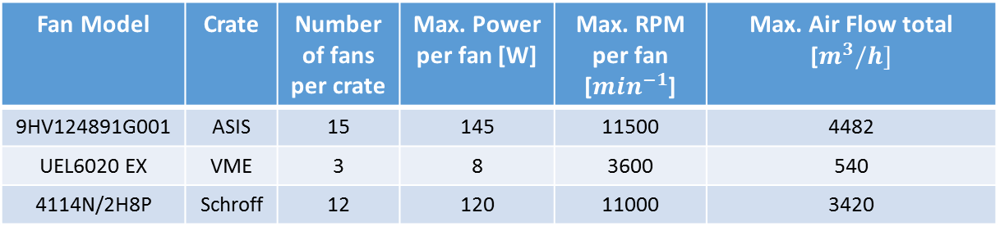 Fan Model Crate Number of fans per crate Max. Power per fan [W] Max. RPM per fan [min⁻¹] Max. Air Flow total [m³/h]
9HV124891G001 ASIS 15 145 11500 4482
UEL6020 EX VME 3 8 3600 540
4114N/2H8P Schroff 12 120 11000 3420